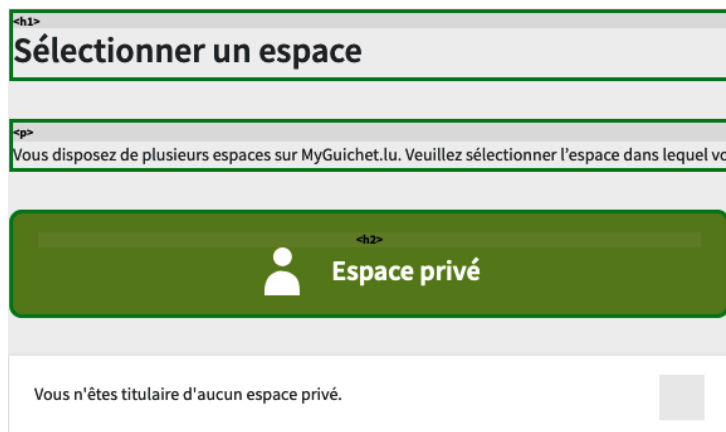 <h1>
Sélectionner un espace
<p>
Vous disposez de plusieurs espaces sur MyGuichet.lu. Veuillez sélectionner l'espace dans lequel
<h2>
Espace privé
Vous n'êtes titulaire d'aucun espace privé.